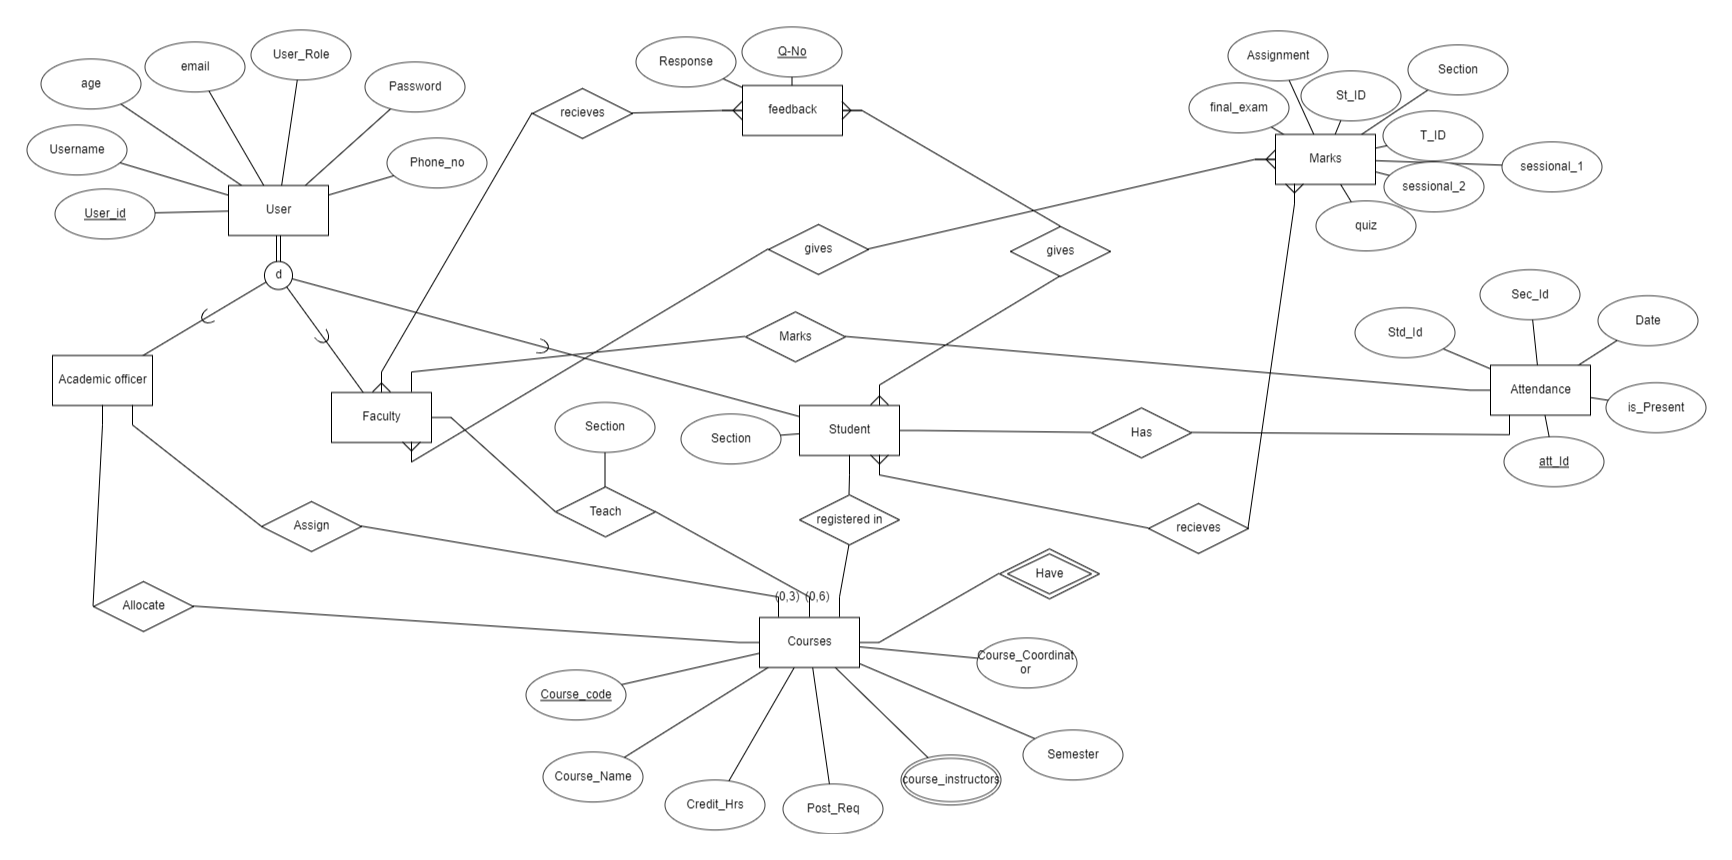 Q-No
User_Role
Assignment
Response
email
Section
age
Password
St_ID
final_exam
feedback
recieves
T_ID
Username
Marks
Phone_no
sessional_1
sessional_2
User
User_id
quiz
gives
gives
d
Sec_Id
Date
Std_Id
Marks
Academic officer
Attendance
is_Present
Faculty
Section
Student
Section
Has
att_Id
Teach
registered in
Assign
recieves
Have
(0,3)
(0,6)
Allocate
Courses
Course_Coordinat
or
Course_code
Semester
Course_Name
course_instructors
Credit_Hrs
Post_Req